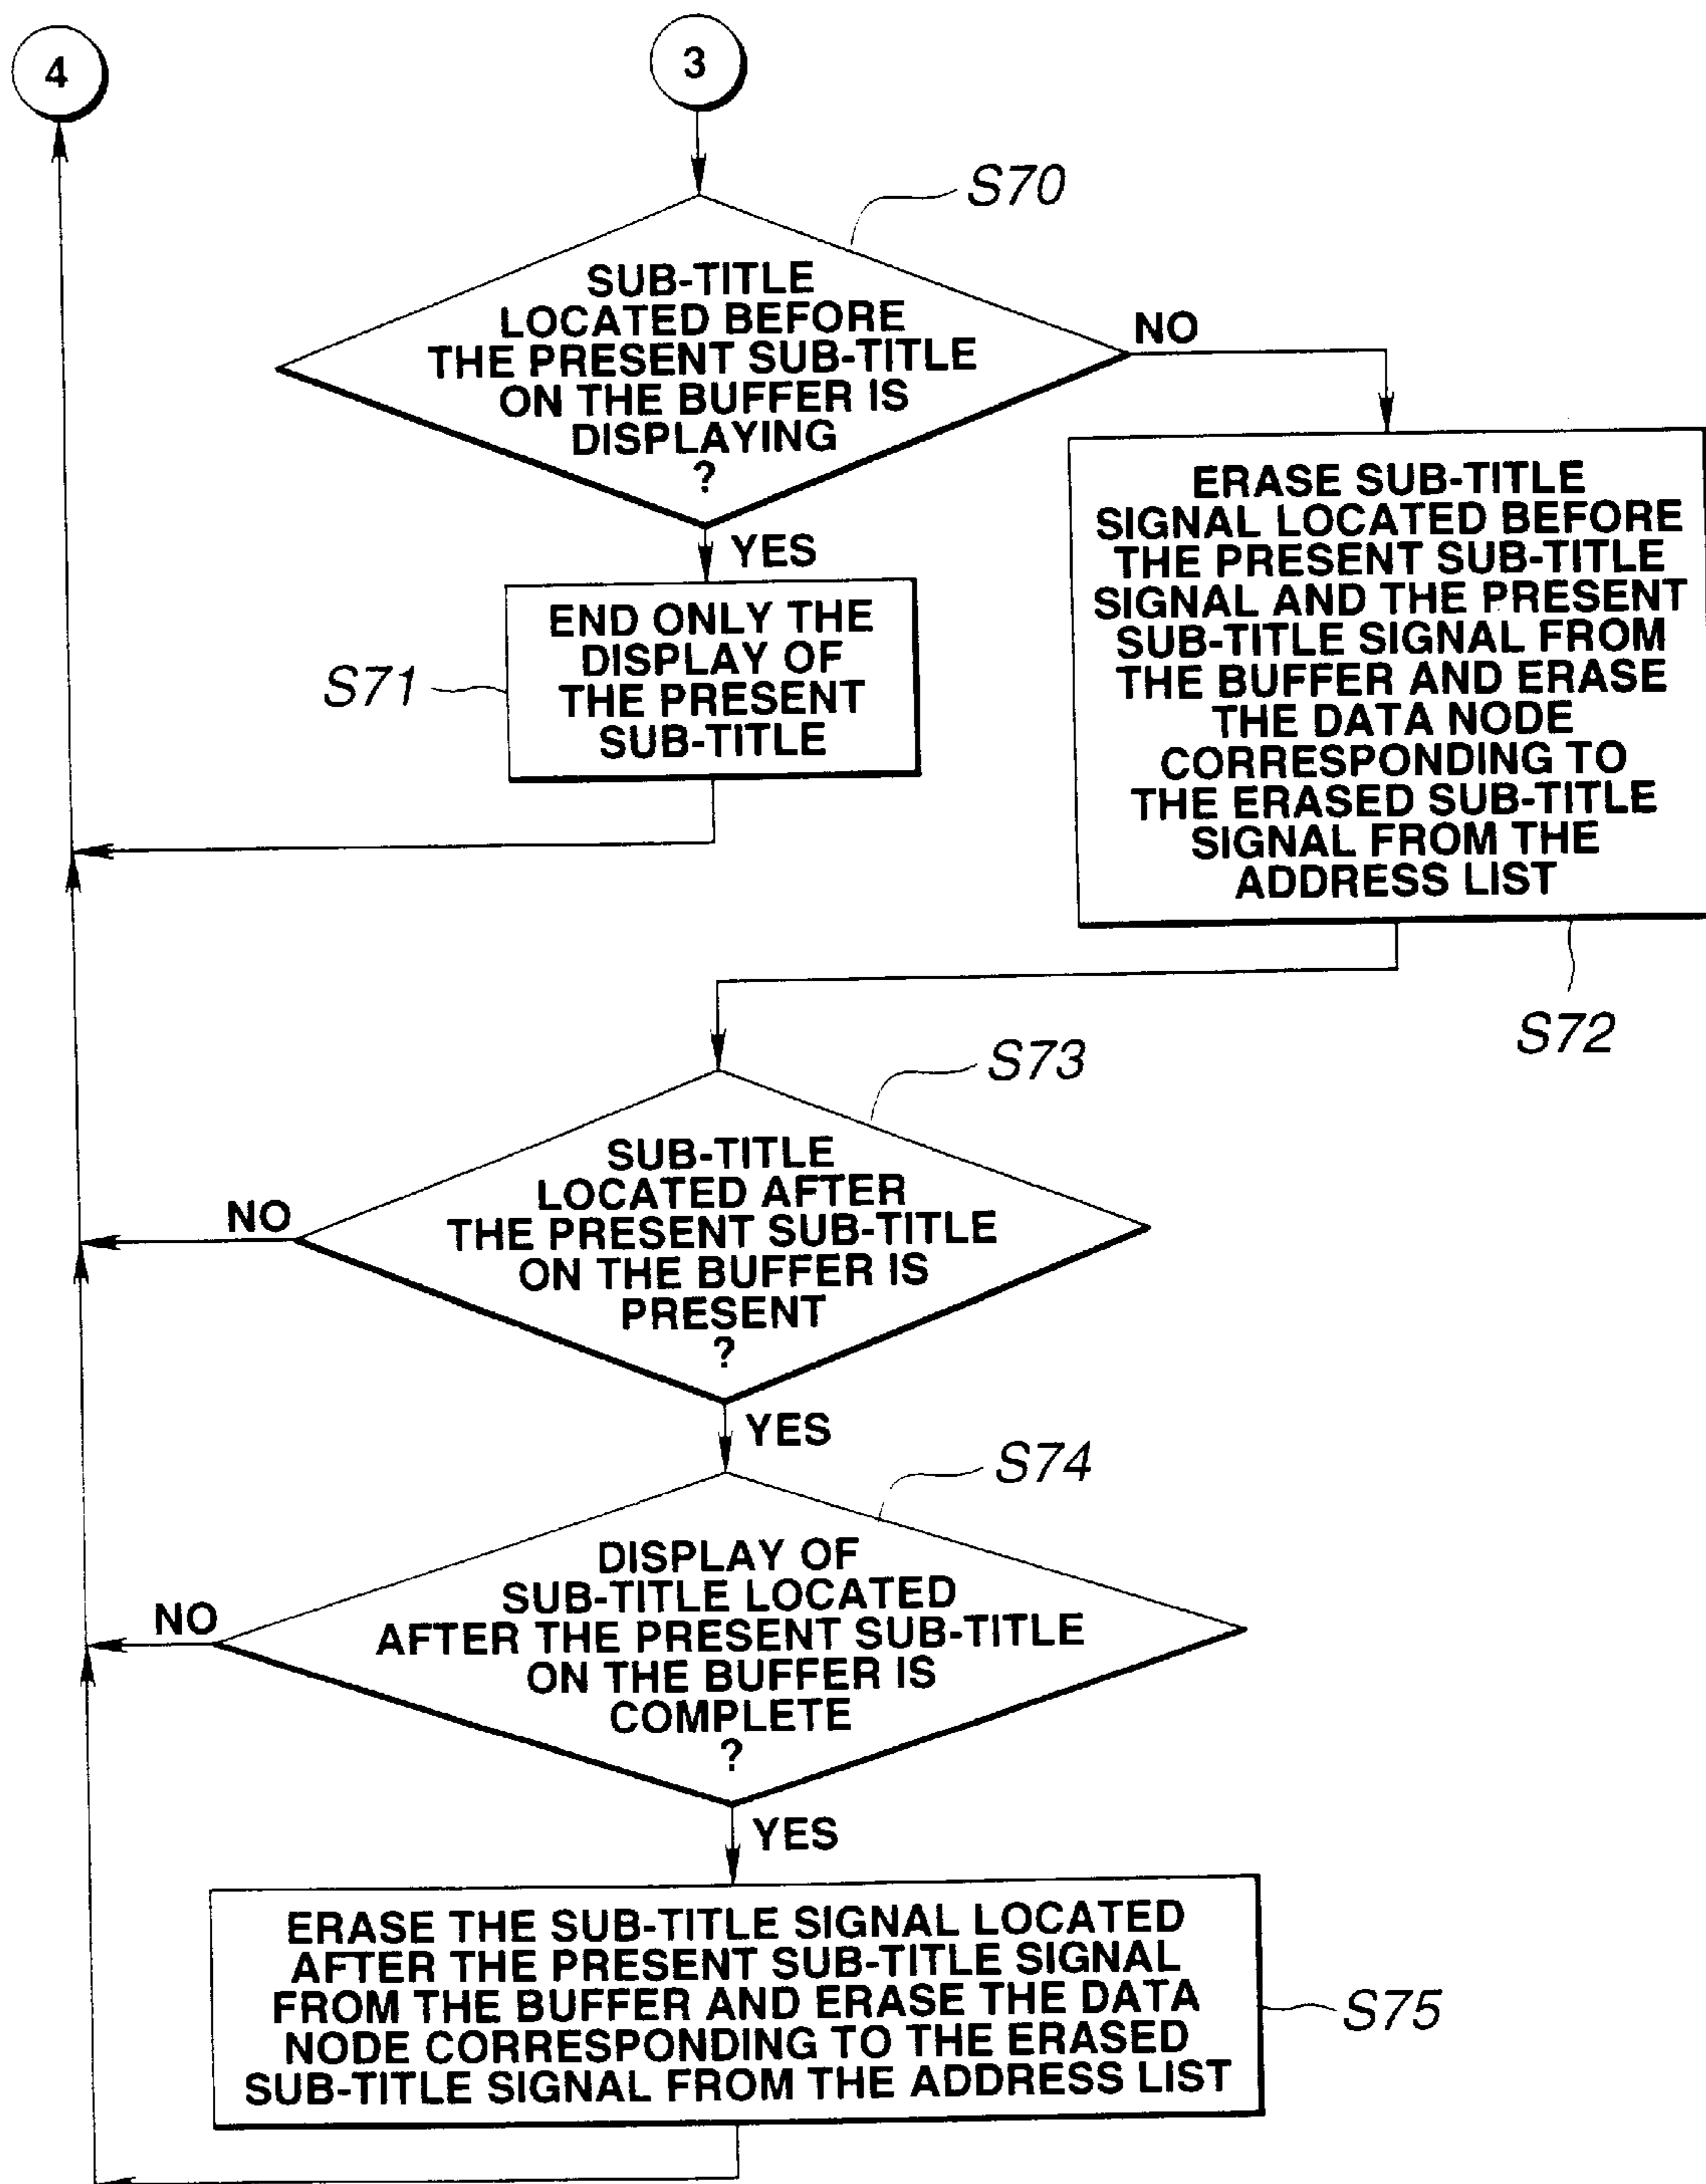 4
3
S70
SUB-TITLE
LOCATED BEFORE
THE PRESENT SUB-TITLE
ON THE BUFFER IS
DISPLAYING
?
NO
YES
ERASE SUB-TITLE
SIGNAL LOCATED BEFORE
THE PRESENT SUB-TITLE
SIGNAL AND THE PRESENT
SUB-TITLE SIGNAL FROM
THE BUFFER AND ERASE
THE DATA NODE
CORRESPONDING TO
THE ERASED SUB-TITLE
SIGNAL FROM THE
ADDRESS LIST
S72
END ONLY THE
DISPLAY OF
THE PRESENT
SUB-TITLE
S71
S73
SUB-TITLE
LOCATED AFTER
THE PRESENT SUB-TITLE
ON THE BUFFER IS
PRESENT
?
NO
YES
S74
DISPLAY OF
SUB-TITLE LOCATED
AFTER THE PRESENT SUB-TITLE
ON THE BUFFER IS
COMPLETE
?
NO
YES
ERASE THE SUB-TITLE SIGNAL LOCATED
AFTER THE PRESENT SUB-TITLE SIGNAL
FROM THE BUFFER AND ERASE THE DATA
NODE CORRESPONDING TO THE ERASED
SUB-TITLE SIGNAL FROM THE ADDRESS LIST
S75